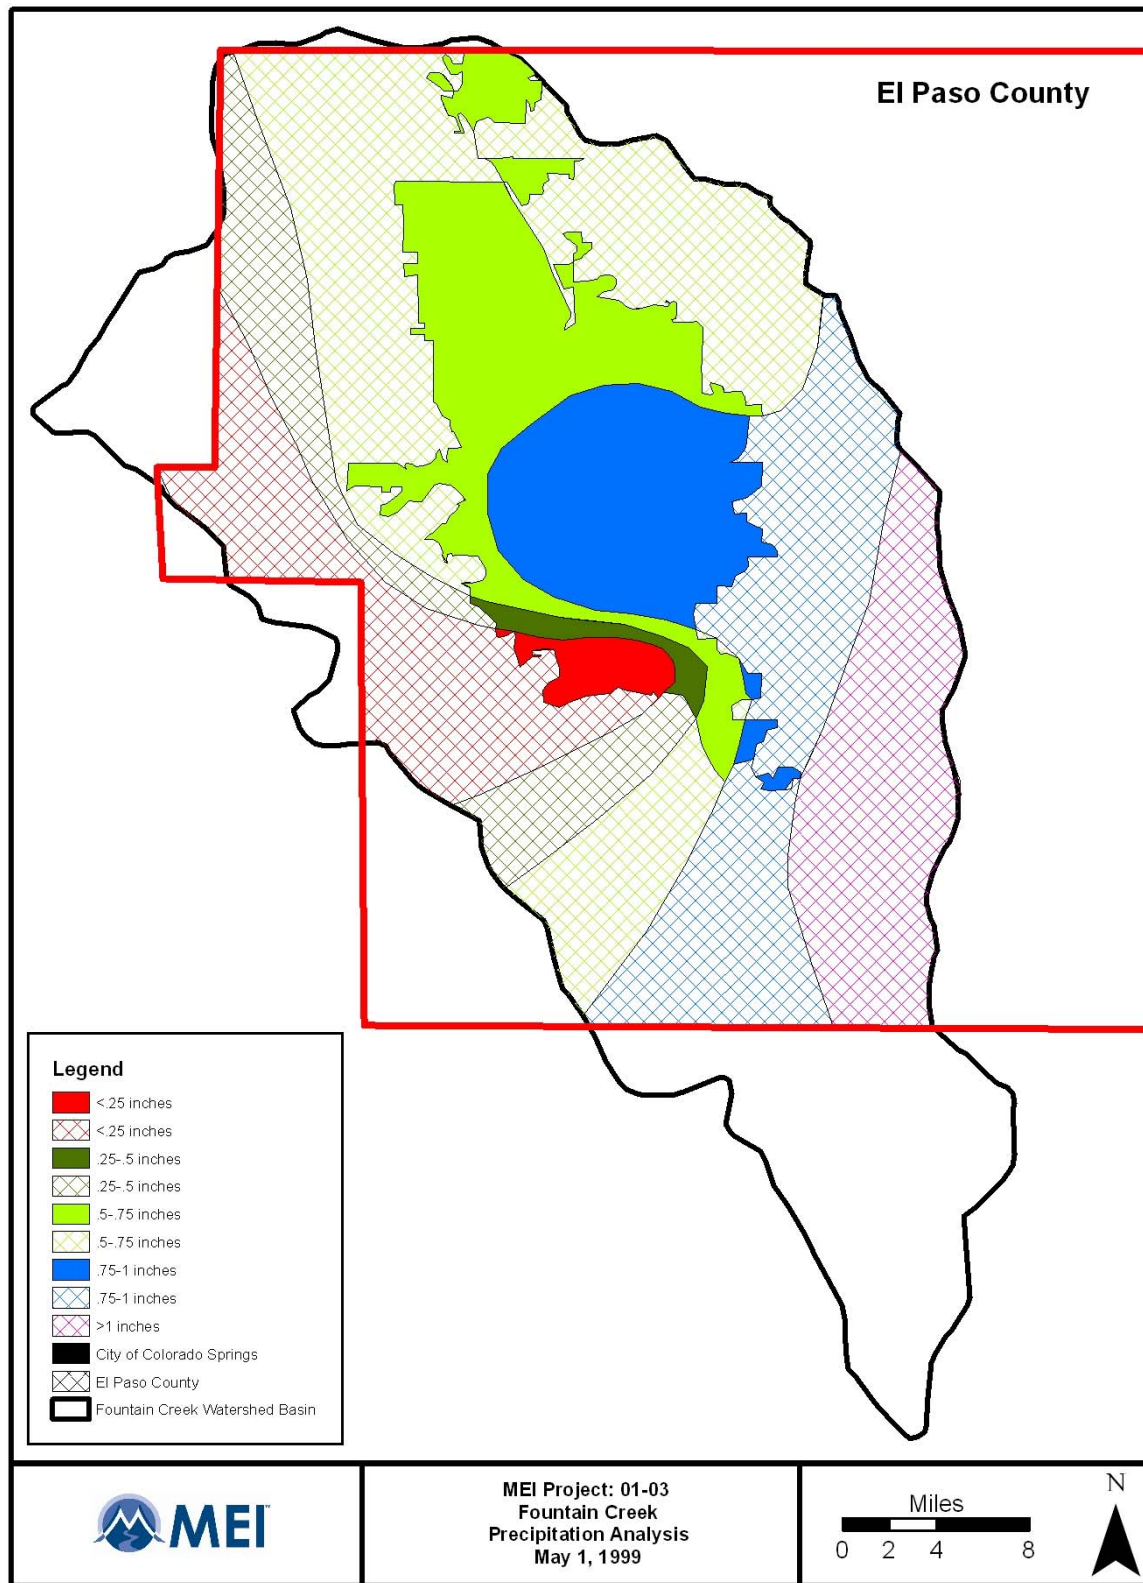 El Paso County
Legend
<.25 inches
<.25 inches
.25-.5 inches
.25-.5 inches
.5-.75 inches
.5-.75 inches
.75-1 inches
.75-1 inches
>1 inches
City of Colorado Springs
El Paso County
Fountain Creek Watershed Basin
MEI™
MEI Project: 01-03
Fountain Creek
Precipitation Analysis
May 1, 1999
Miles
0 2 4 8
N